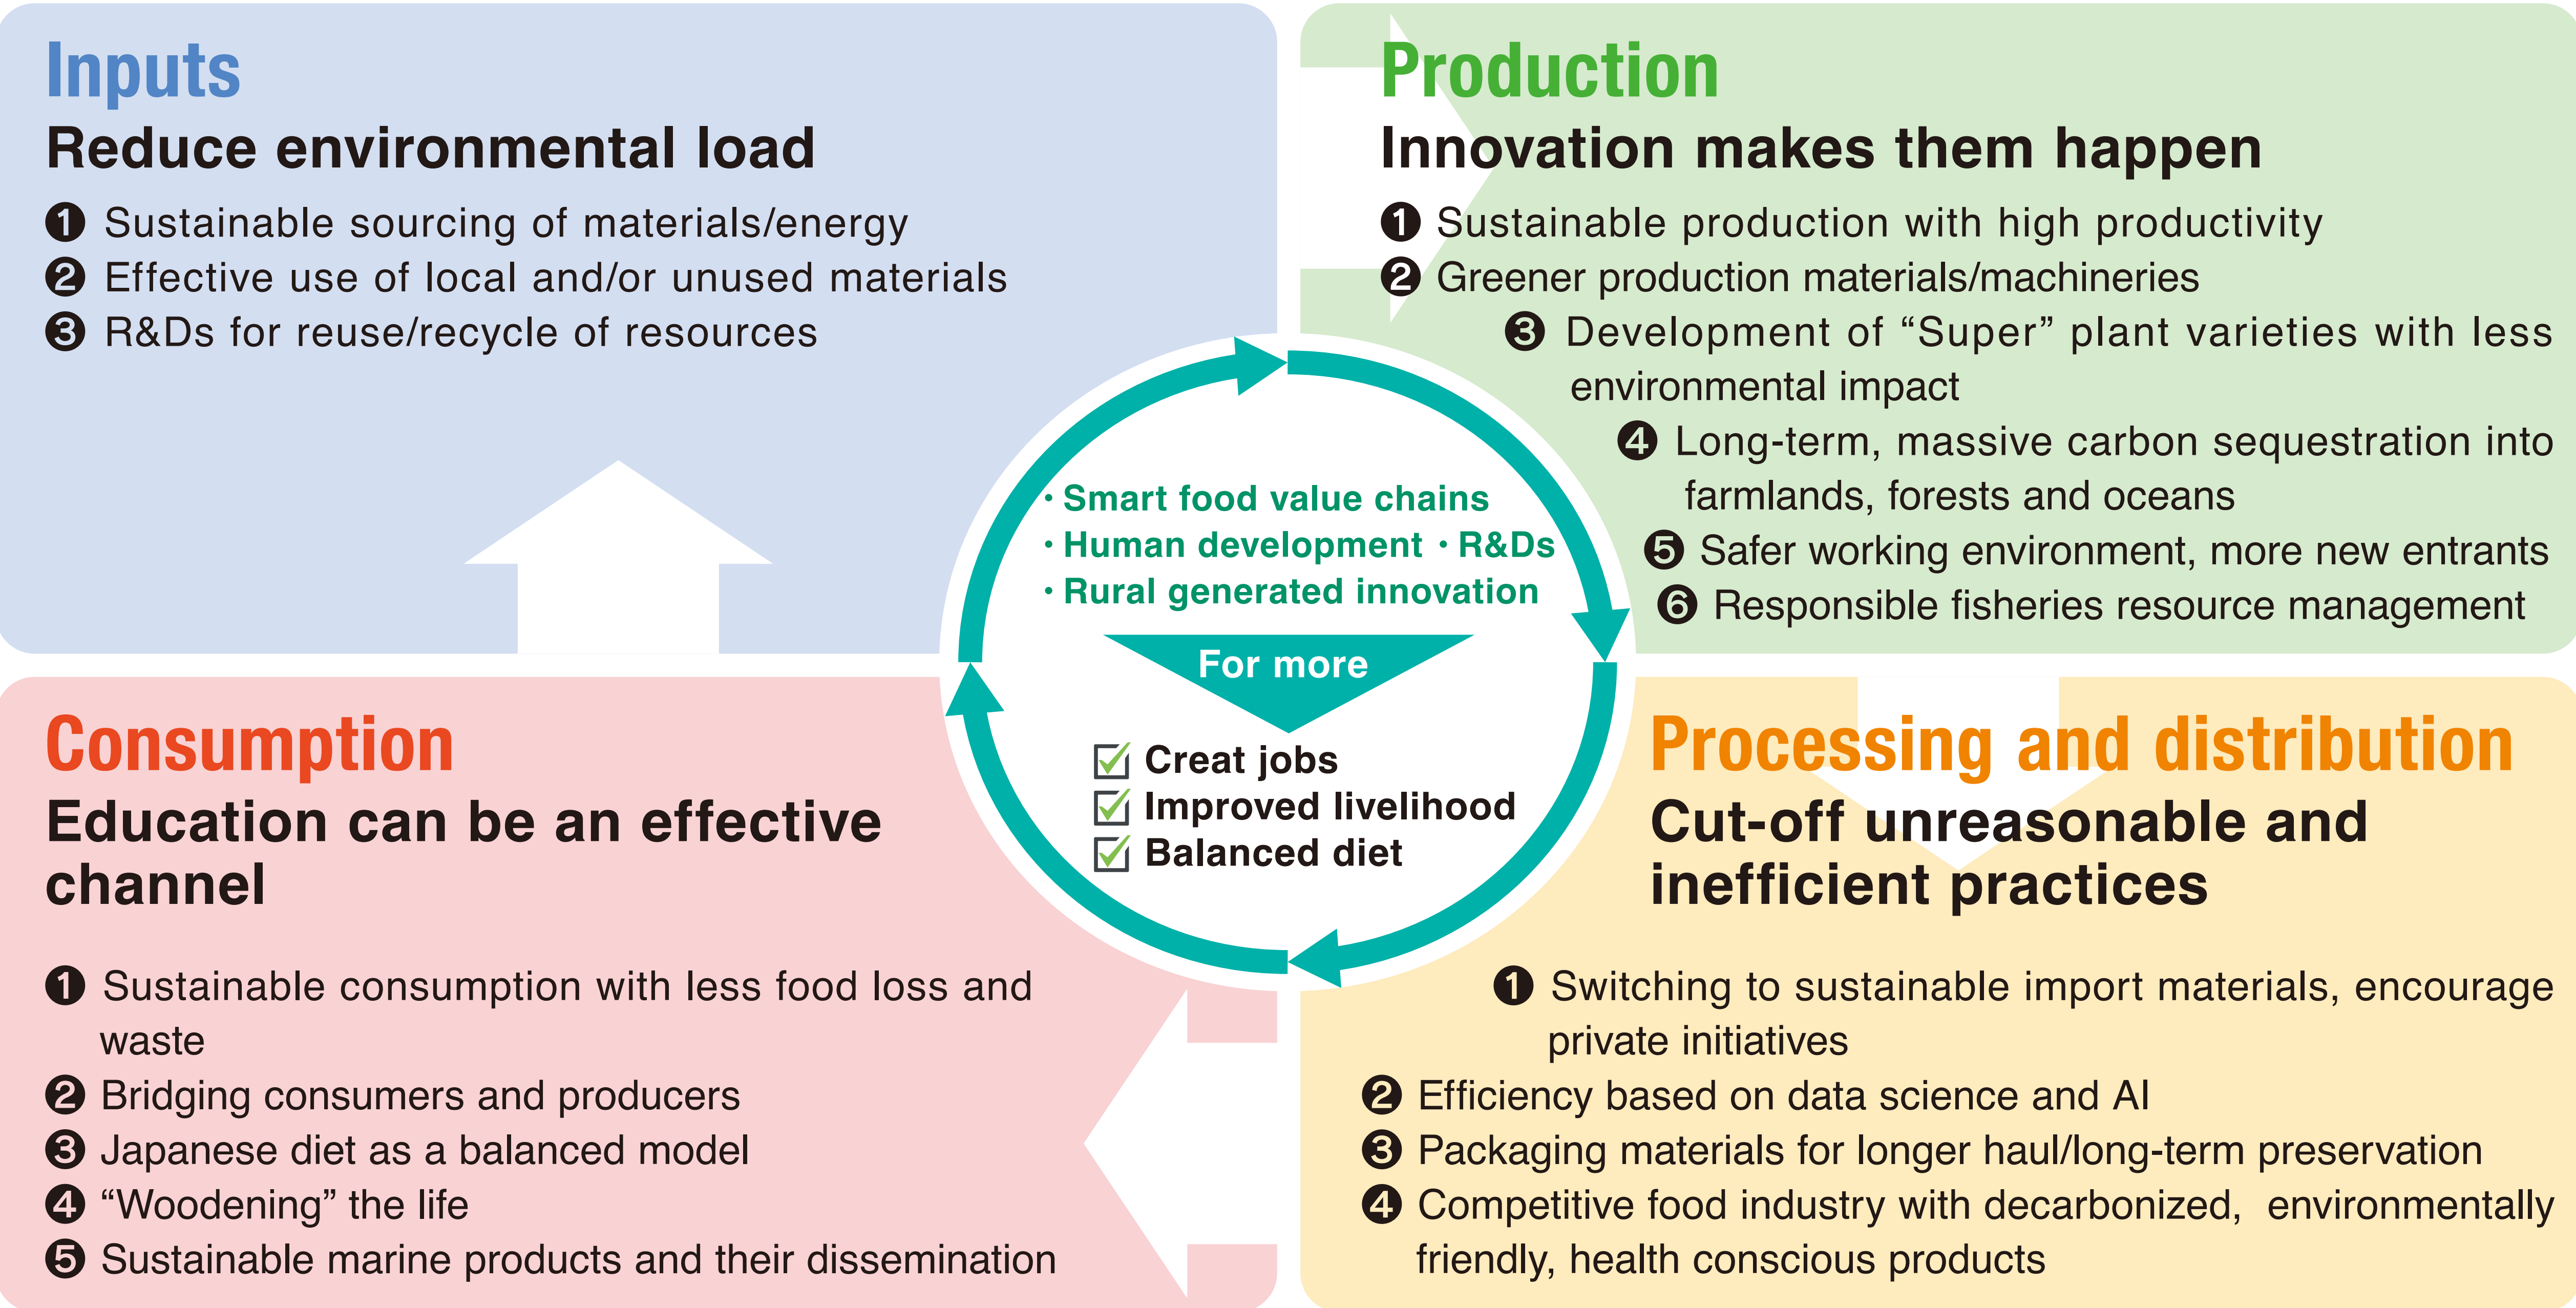 Inputs
Reduce environmental load
❶ Sustainable sourcing of materials/energy
❷ Effective use of local and/or unused materials
❸ R&Ds for reuse/recycle of resources
Production
Innovation makes them happen
❶ Sustainable production with high productivity
❷ Greener production materials/machineries
❸ Development of “Super” plant varieties with less
environmental impact
❹ Long-term, massive carbon sequestration into
farmlands, forests and oceans
❺ Safer working environment, more new entrants
❻ Responsible fisheries resource management
・Smart food value chains
・Human development ・R&Ds
・Rural generated innovation
For more
Creat jobs
Improved livelihood
Balanced diet
Consumption
Education can be an effective
channel
❶ Sustainable consumption with less food loss and
waste
❷ Bridging consumers and producers
❸ Japanese diet as a balanced model
❹ “Woodening” the life
❺ Sustainable marine products and their dissemination
Processing and distribution
Cut-off unreasonable and
inefficient practices
❶ Switching to sustainable import materials, encourage
private initiatives
❷ Efficiency based on data science and AI
❸ Packaging materials for longer haul/long-term preservation
❹ Competitive food industry with decarbonized, environmentally
friendly, health conscious products